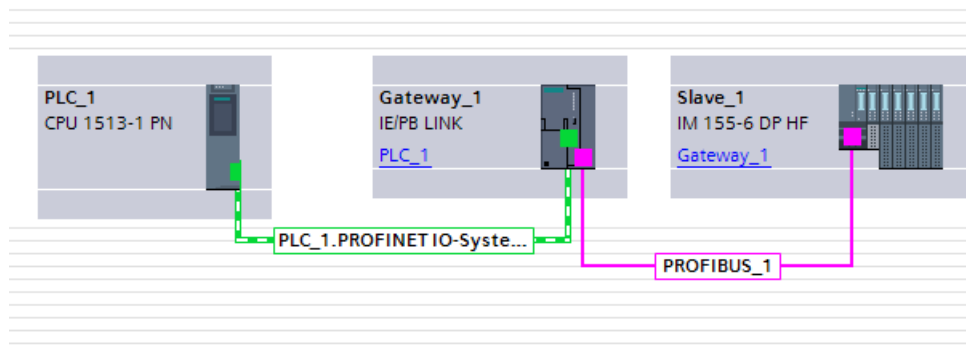 PLC_1
CPU 1513-1 PN
Gateway_1
IE/PB LINK
PLC_1
Slave_1
IM 155-6 DP HF
Gateway_1
PLC_1.PROFINET IO-Syste...
PROFIBUS_1